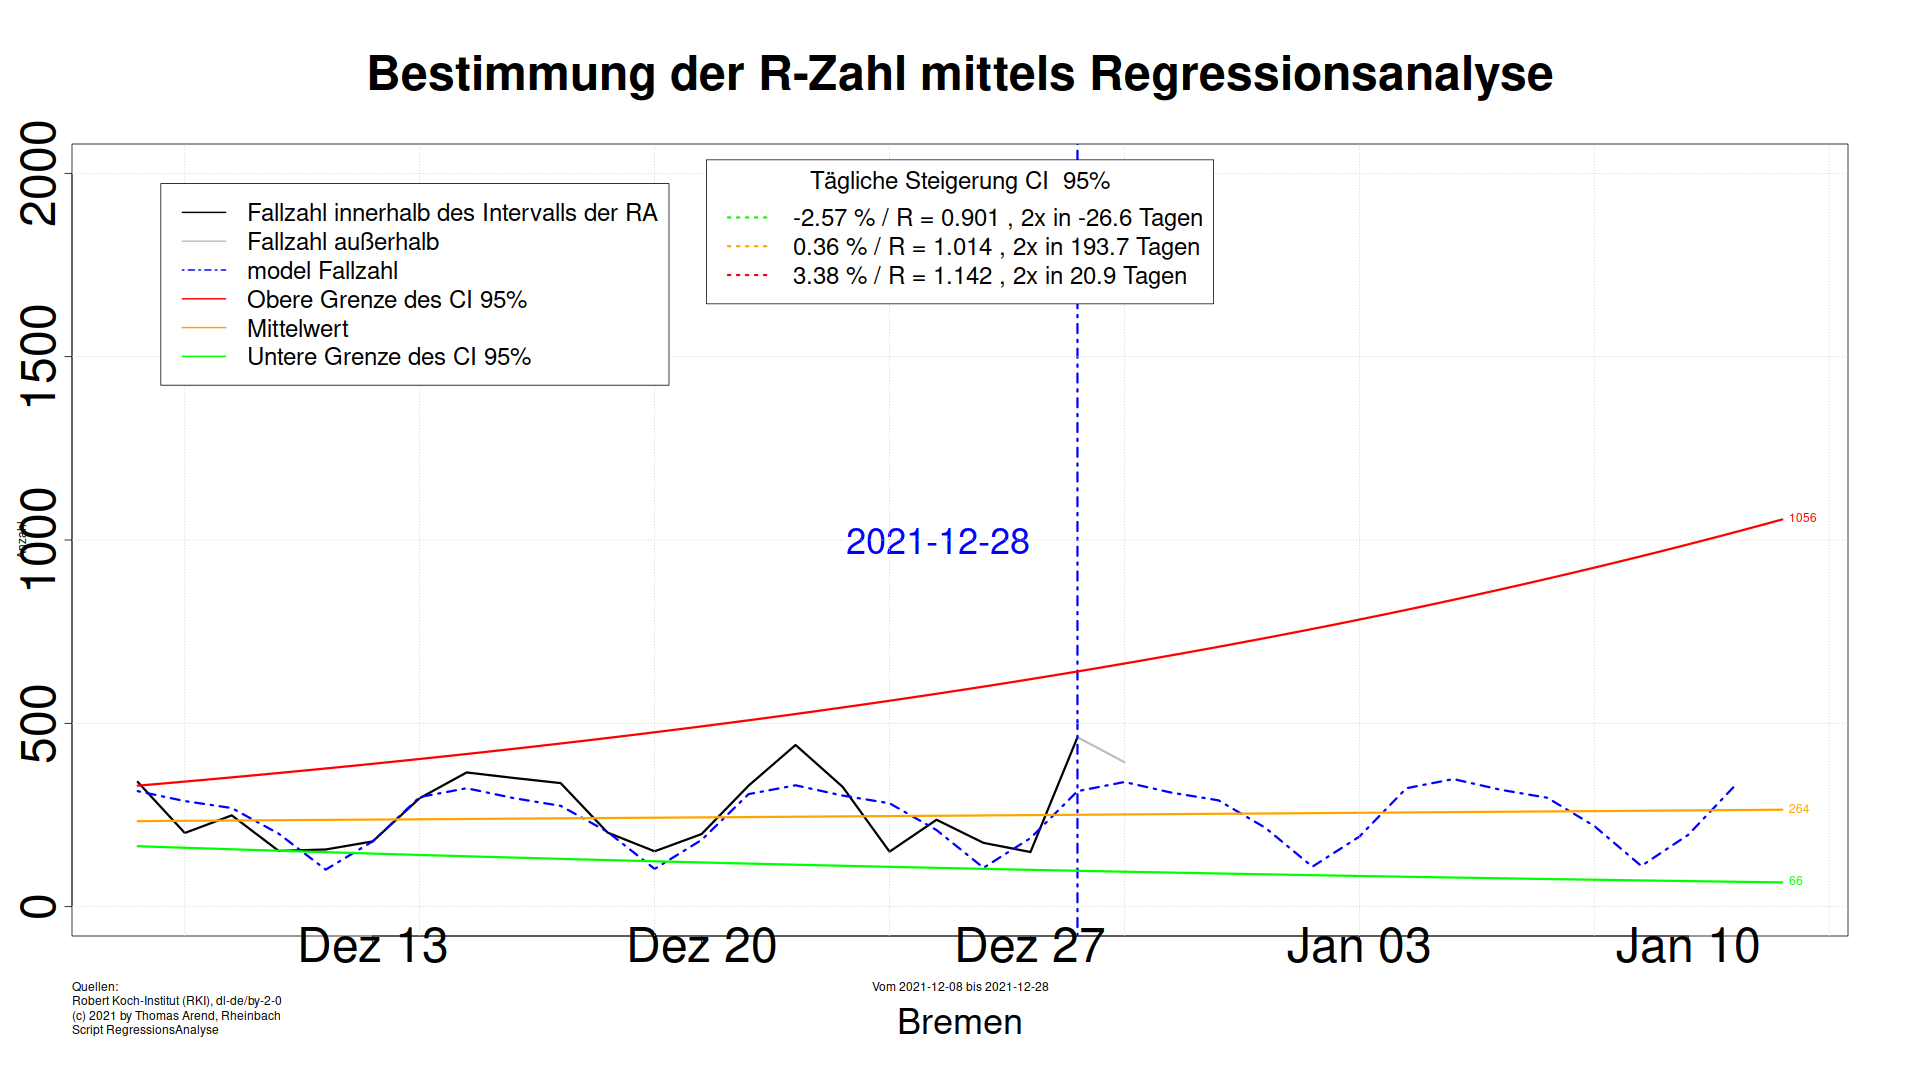 Bestimmung der R-Zahl mittels Regressionsanalyse
Fallzahl innerhalb des Intervalls der RA
Fallzahl außerhalb
model Fallzahl
Obere Grenze des CI 95%
Mittelwert
Untere Grenze des CI 95%
Tägliche Steigerung CI  95%
-2.57 % / R = 0.901 , 2x in -26.6 Tagen
0.36 % / R = 1.014 , 2x in 193.7 Tagen
3.38 % / R = 1.142 , 2x in 20.9 Tagen
2000
1500
1000
500
0
Anzahl
2021-12-28
1056
264
66
Dez 13
Dez 20
Dez 27
Jan 03
Jan 10
Quellen:
Robert Koch-Institut (RKI), dl-de/by-2-0
(c) 2021 by Thomas Arend, Rheinbach
Script RegressionsAnalyse
Vom 2021-12-08 bis 2021-12-28
Bremen